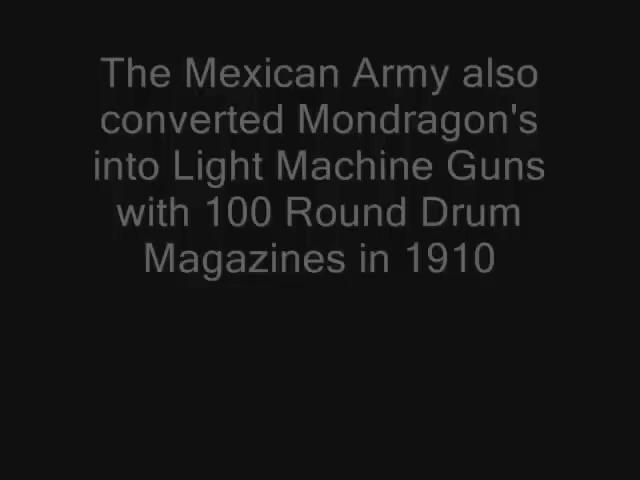 The Mexican Army also
converted Mondragon's
into Light Machine Guns
with 100 Round Drum
Magazines in 1910